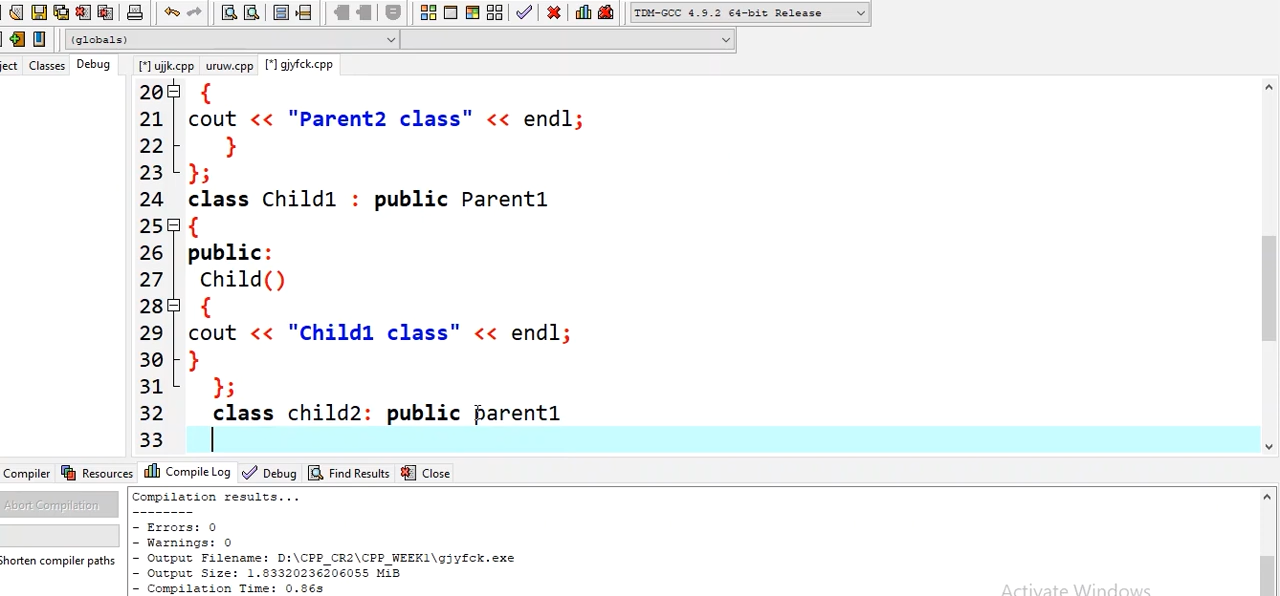 TDM-GCC 4.9.2 64-bit Release
(globals)
ject Classes Debug [*] ujjk.cpp uruw.cpp [*] gjyfck.cpp
20 {
21 cout << "Parent2 class" << endl;
22 }
23 };
24 class Child1 : public Parent1
25 {
26 public:
27 Child()
28 {
29 cout << "Child1 class" << endl;
30 }
31 };
32 class child2: public parent1
33
Compiler Resources Compile Log Debug Find Results Close
Abort Compilation
Shorten compiler paths
Compilation results...
--------
- Errors: 0
- Warnings: 0
- Output Filename: D:\CPP_CR2\CPP_WEEK1\gjyfck.exe
- Output Size: 1.83320236206055 MiB
- Compilation Time: 0.86s
Activate Windows